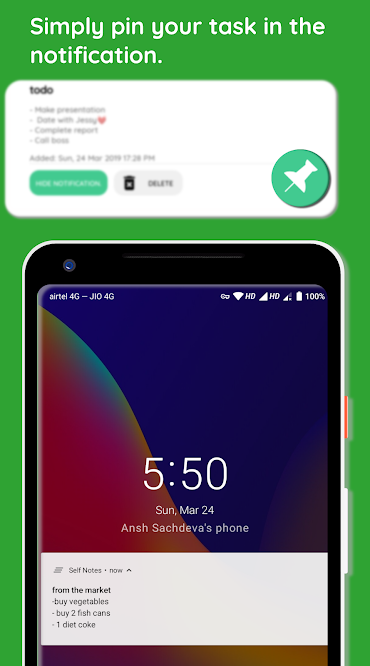 Simply pin your task in the
notification.
todo
- Make presentation
- Date with Jessy❤
- Complete report
- Call boss
Added: Sun, 24 Mar 2019 17:28 PM
HIDE NOTIFICATION
DELETE
airtel 4G — JIO 4G
HD
HD
100%
5:50
Sun, Mar 24
Ansh Sachdeva's phone
Self Notes • now
from the market
-buy vegetables
- buy 2 fish cans
- 1 diet coke